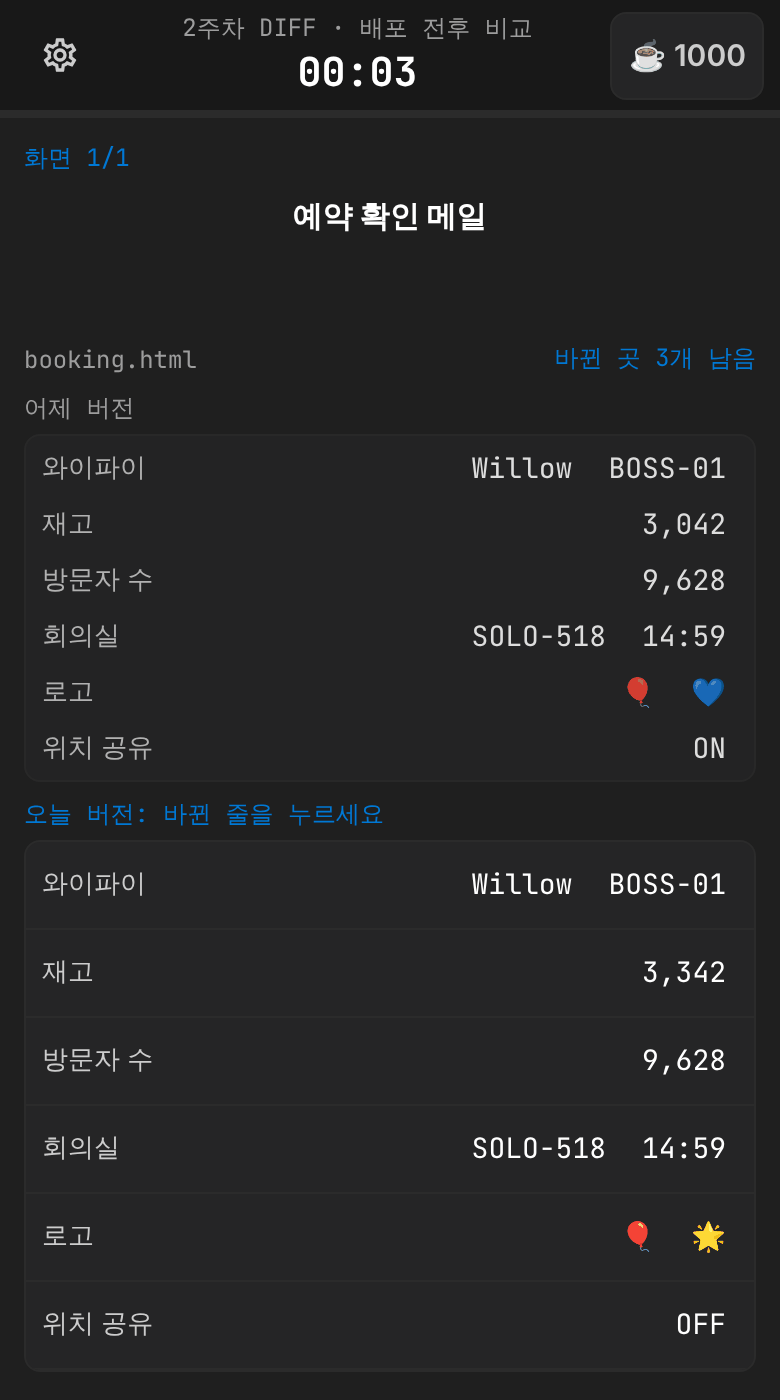 2주차 DIFF · 배포 전후 비교
00:03
☕ 1000
화면 1/1
예약 확인 메일
booking.html 바뀐 곳 3개 남음
어제 버전
와이파이 Willow BOSS-01
재고 3,042
방문자 수 9,628
회의실 SOLO-518 14:59
로고 🎈 💙
위치 공유 ON
오늘 버전: 바뀐 줄을 누르세요
와이파이 Willow BOSS-01
재고 3,342
방문자 수 9,628
회의실 SOLO-518 14:59
로고 🎈 🌟
위치 공유 OFF